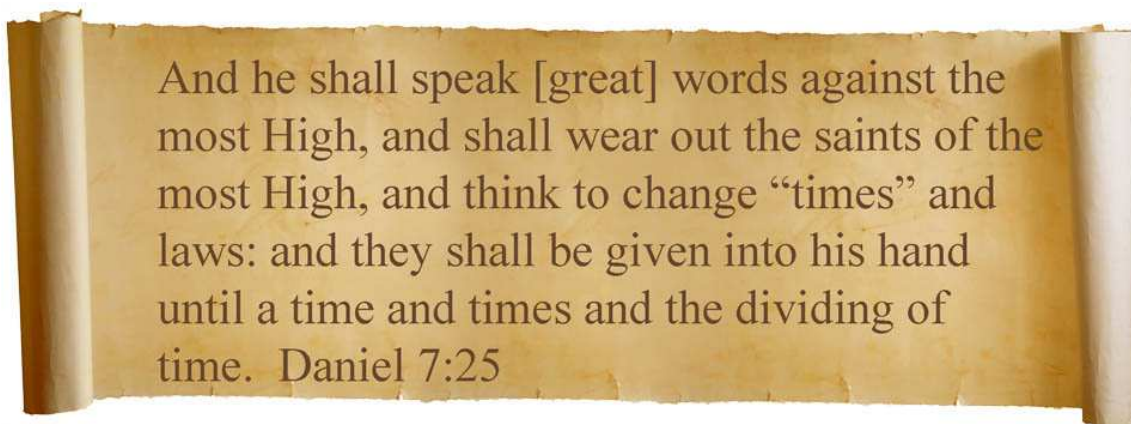 And he shall speak [great] words against the
most High, and shall wear out the saints of the
most High, and think to change “times” and
laws: and they shall be given into his hand
until a time and times and the dividing of
time.  Daniel 7:25